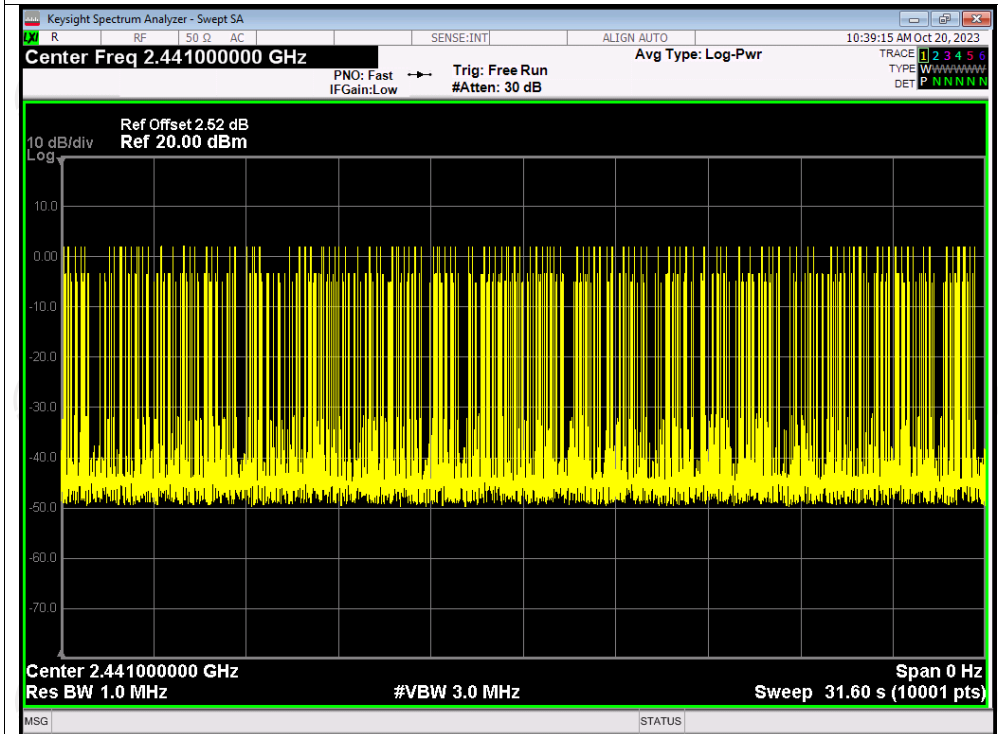 Keysight Spectrum Analyzer - Swept SA
LXI R RF 50 Ω AC SENSE:INT ALIGN AUTO 10:39:15 AM Oct 20, 2023
Center Freq 2.441000000 GHz Avg Type: Log-Pwr TRACE 1 2 3 4 5 6
PNO: Fast Trig: Free Run TYPE WWWWWW
IFGain:Low #Atten: 30 dB DET P N N N N N
Ref Offset 2.52 dB
10 dB/div Ref 20.00 dBm
Log
10.0
0.00
-10.0
-20.0
-30.0
-40.0
-50.0
-60.0
-70.0
Center 2.441000000 GHz Span 0 Hz
Res BW 1.0 MHz #VBW 3.0 MHz Sweep 31.60 s (10001 pts)
MSG STATUS